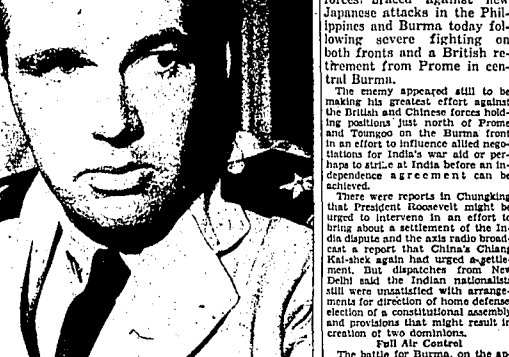 forces braced against new
Japanese attacks in the Phil-
ippines and Burma today fol-
lowing severe fighting on
both fronts and a British re-
tirement from Prome in cen-
tral Burma.
The enemy appeared still to be
making his greatest effort against
the British and Chinese forces hold-
ing positions just north of Prome
and Toungoo on the Burma front
in an effort to influence allied nego-
tiations for India's war aid or per-
haps to strike at India before an in-
dependence agreement can be
achieved.
There were reports in Chungking
that President Roosevelt might be
urged to intervene in an effort to
bring about a settlement of the In-
dia dispute and the axis radio broad-
cast a report that China's Chiang
Kai-shek again had urged a settle-
ment. But dispatches from New
Delhi said the Indian nationalists
still were unsatisfied with arrange-
ments for direction of home defense
election of a constitutional assembly
and provisions that might result in
creation of two dominions.
Full Air Control
The battle for Burma, on the ap